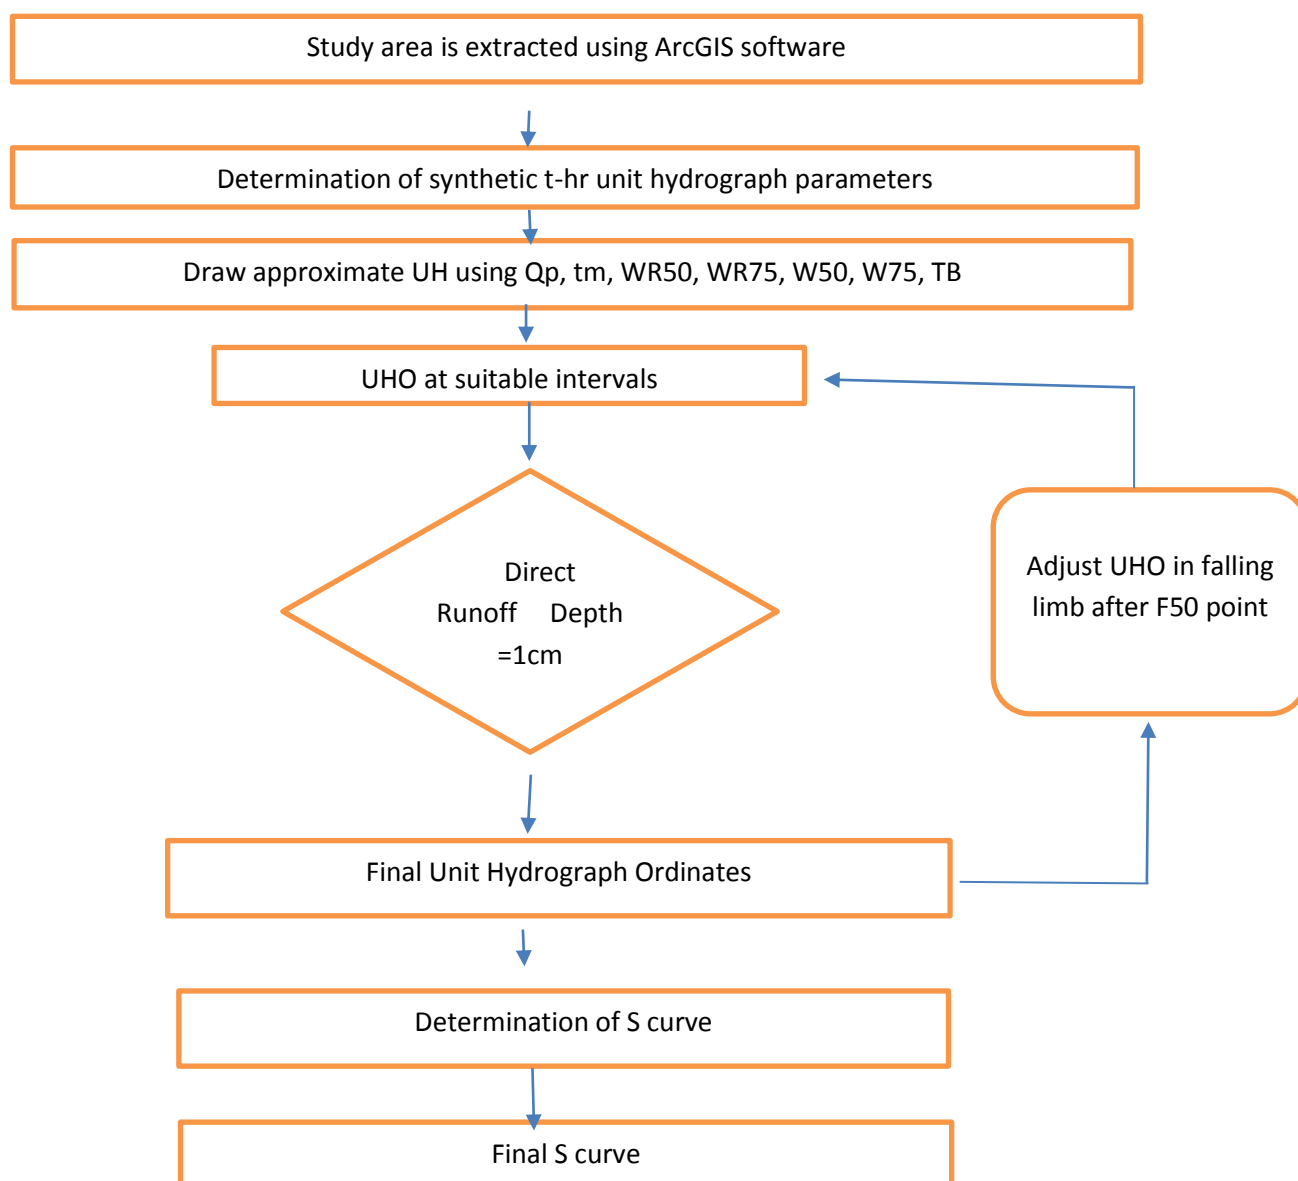 Study area is extracted using ArcGIS software
Determination of synthetic t-hr unit hydrograph parameters
Draw approximate UH using Qp, tm, WR50, WR75, W50, W75, TB
UHO at suitable intervals
Direct
Runoff Depth
=1cm
Adjust UHO in falling
limb after F50 point
Final Unit Hydrograph Ordinates
Determination of S curve
Final S curve